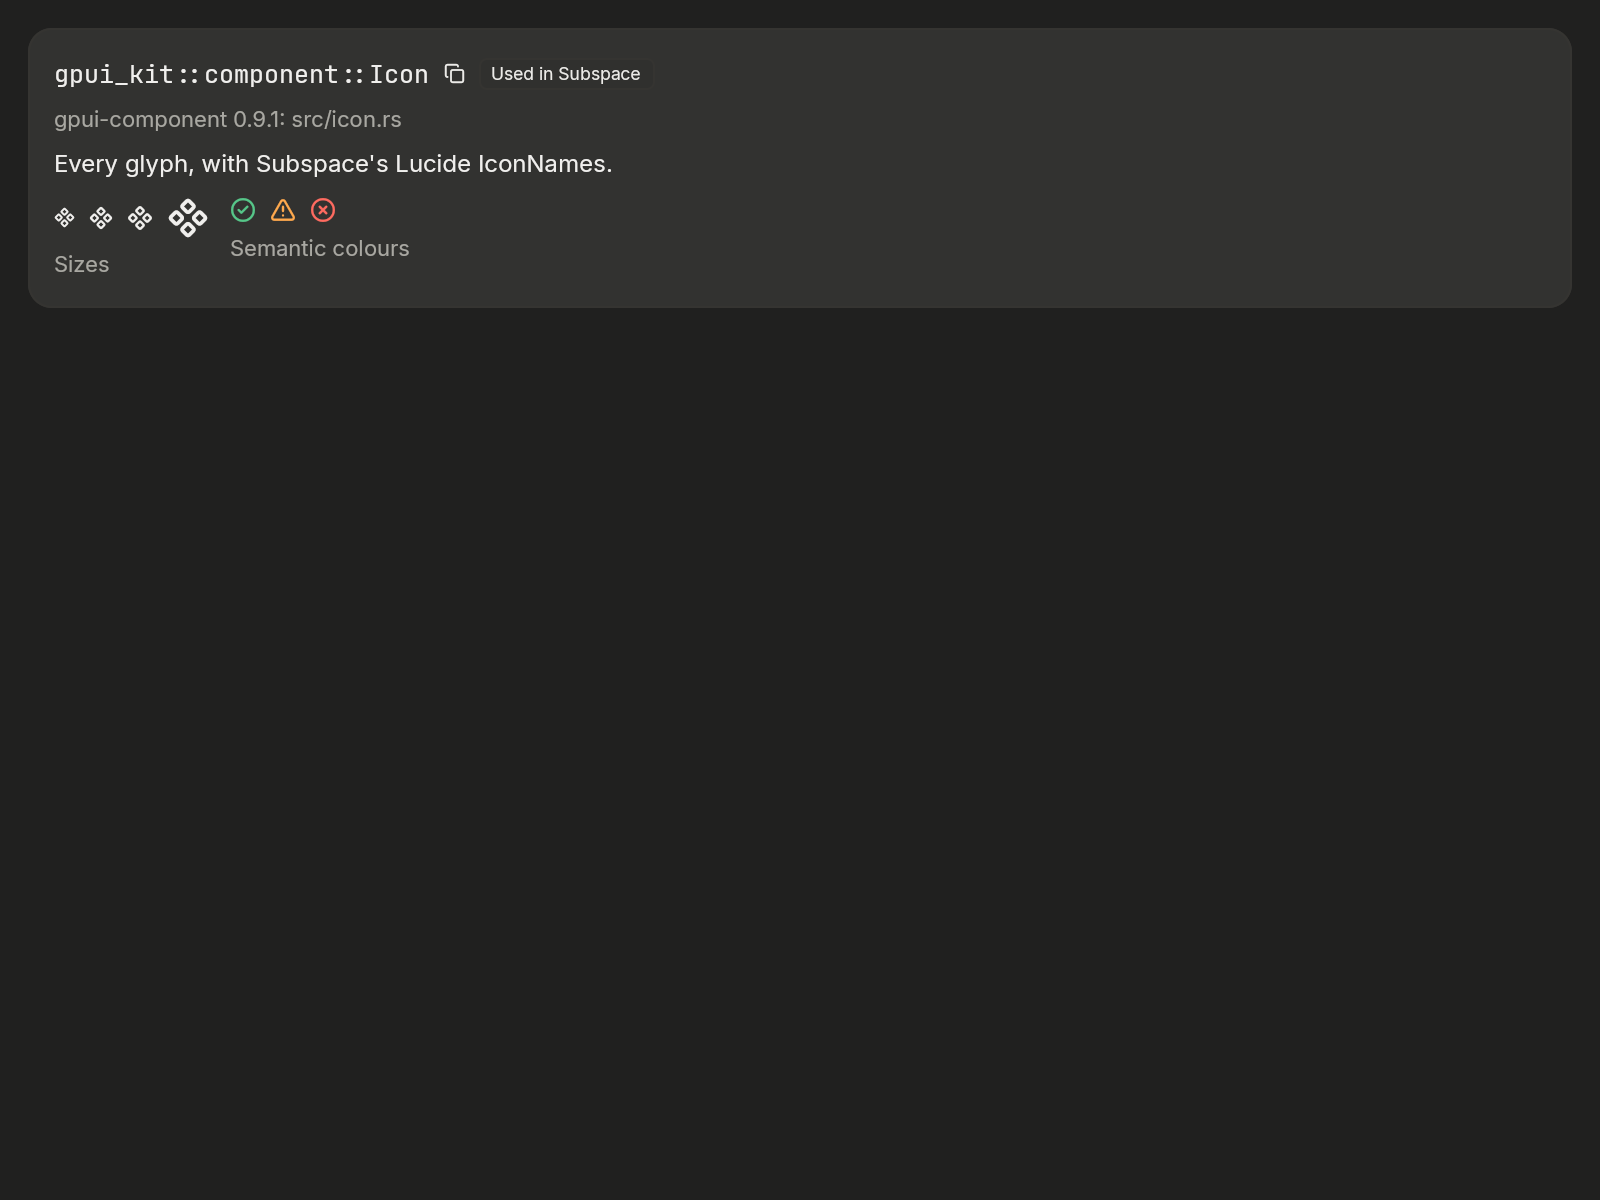 gpui_kit::component::Icon Used in Subspace
gpui-component 0.9.1: src/icon.rs
Every glyph, with Subspace's Lucide IconNames.
Semantic colours
Sizes